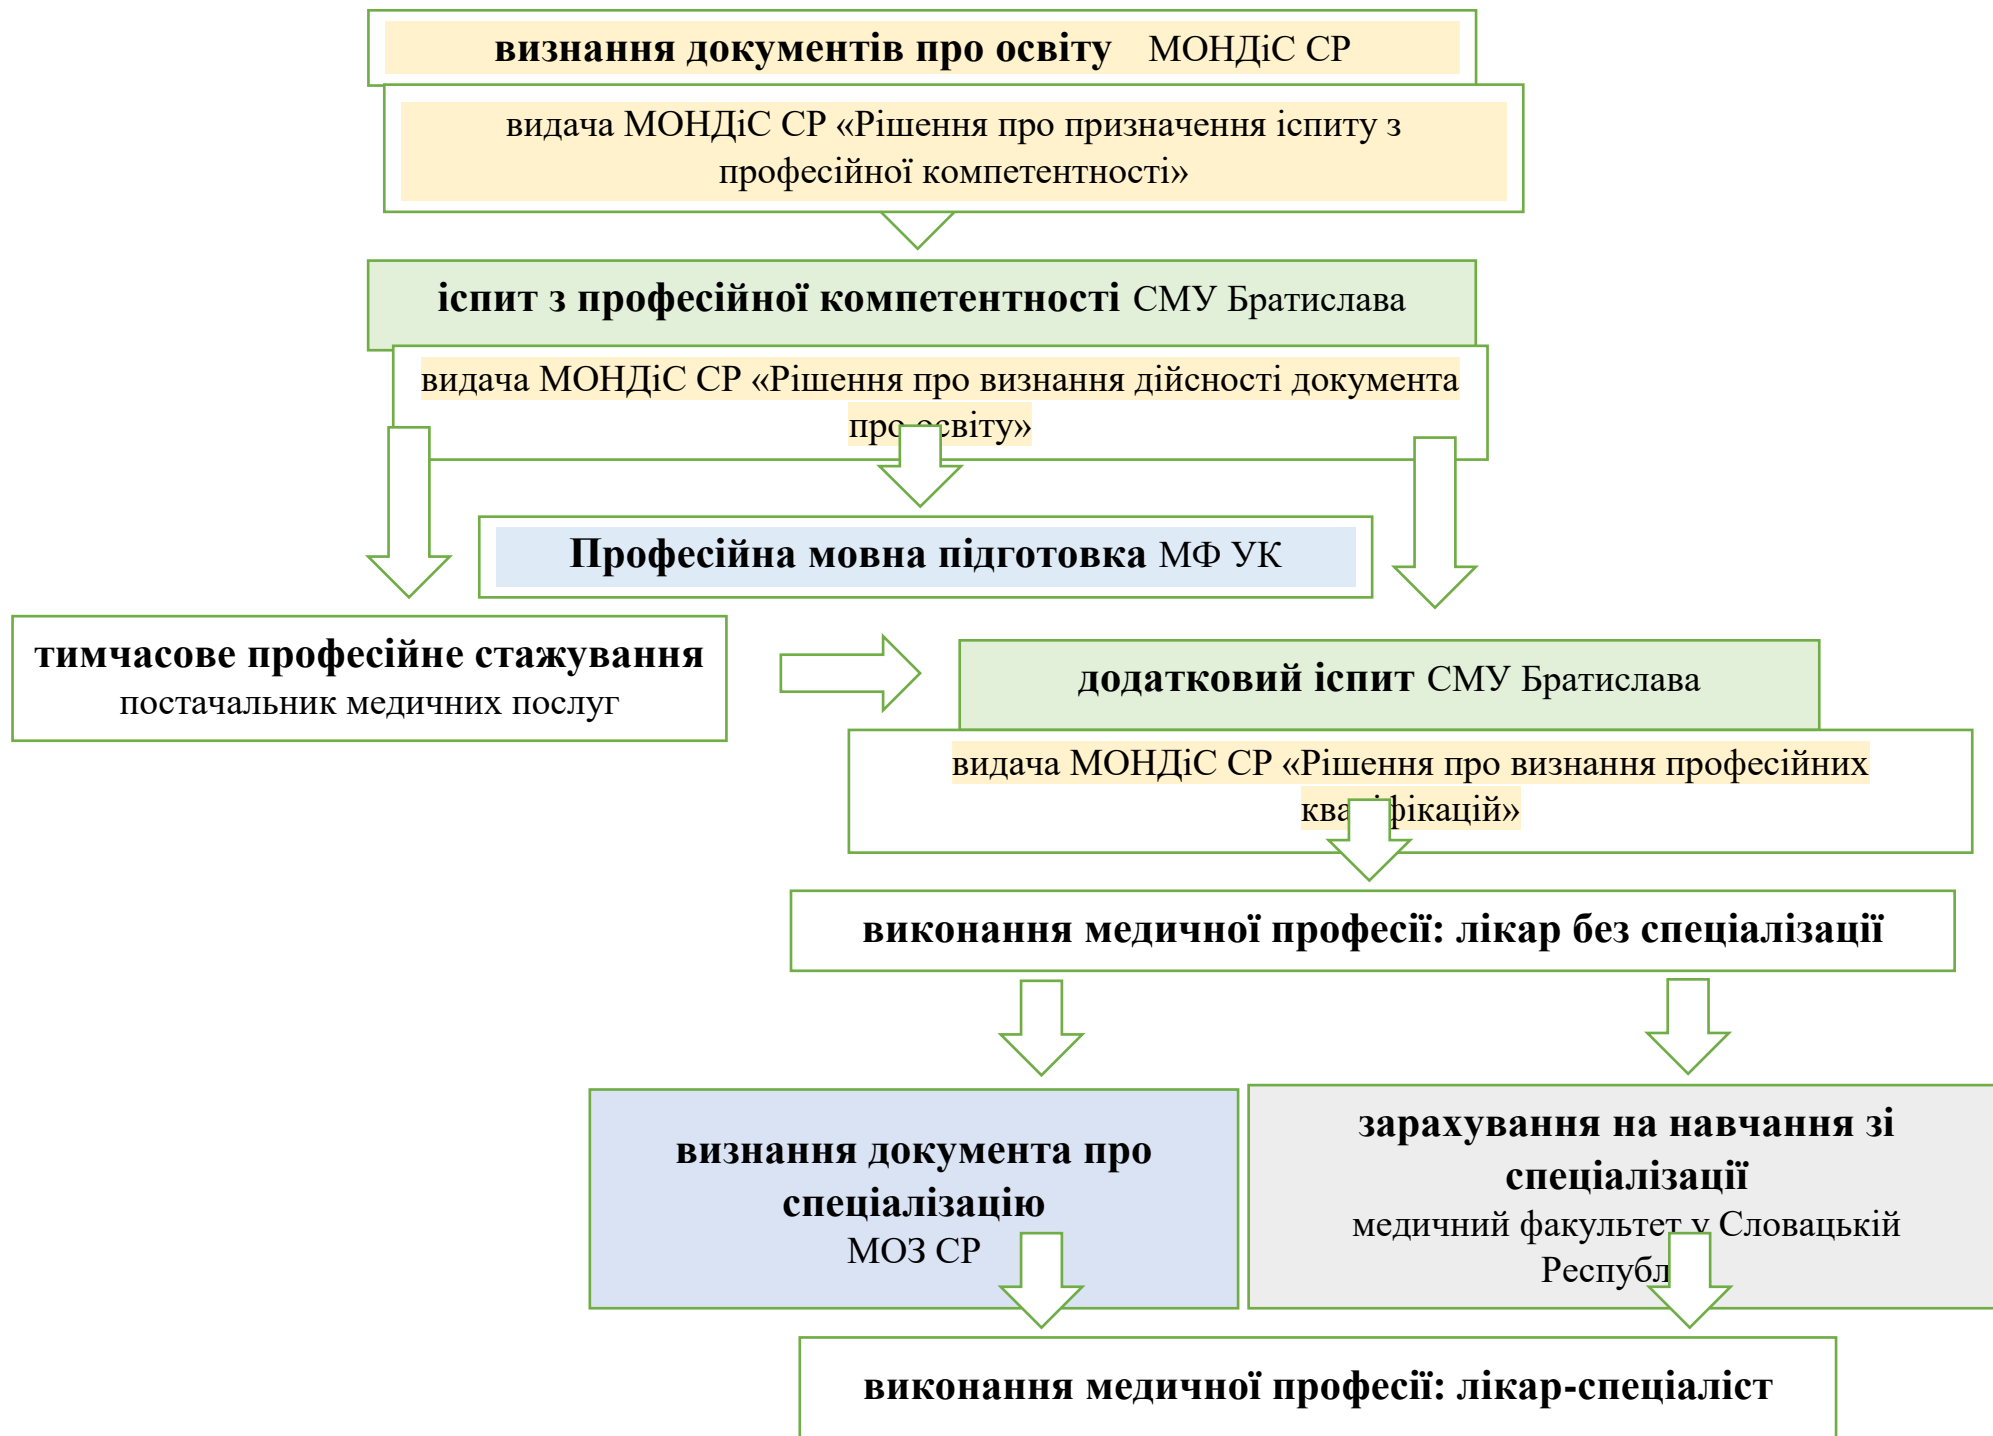 визнання документів про освіту МОНДіС СР
видача МОНДіС СР «Рішення про призначення іспиту з
професійної компетентності»
іспит з професійної компетентності СМУ Братислава
видача МОНДіС СР «Рішення про визнання дійсності документа
про освіту»
Професійна мовна підготовка МФ УК
тимчасове професійне стажування
постачальник медичних послуг
додатковий іспит СМУ Братислава
видача МОНДіС СР «Рішення про визнання професійних
кваліфікацій»
виконання медичної професії: лікар без спеціалізації
визнання документа про
спеціалізацію
МОЗ СР
зарахування на навчання зі
спеціалізації
медичний факультет у Словацькій
Республ
виконання медичної професії: лікар-спеціаліст